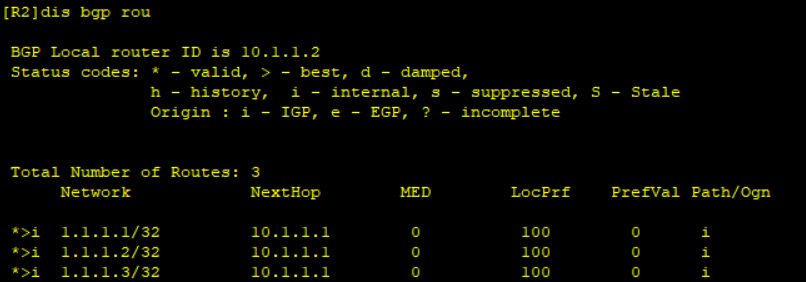 [R2]dis bgp rou
BGP Local router ID is 10.1.1.2
Status codes: * - valid, > - best, d - damped,
h - history,  i - internal, s - suppressed, S - Stale
Origin : i - IGP, e - EGP, ? - incomplete
Total Number of Routes: 3
Network            NextHop        MED        LocPrf    PrefVal Path/Ogn
*>i  1.1.1.1/32         10.1.1.1        0          100        0      i
*>i  1.1.1.2/32         10.1.1.1        0          100        0      i
*>i  1.1.1.3/32         10.1.1.1        0          100        0      i